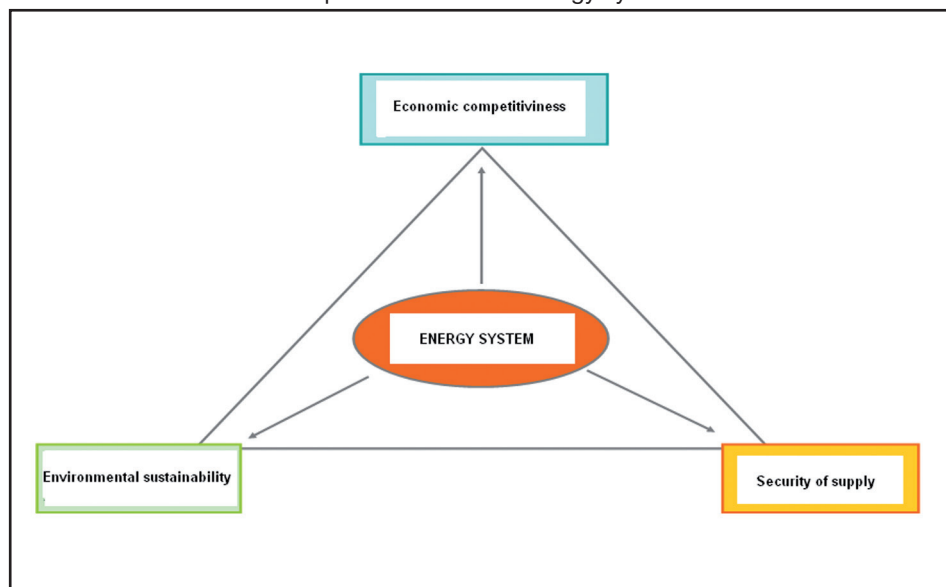 Economic competitiviness
ENERGY SYSTEM
Environmental sustainability
Security of supply